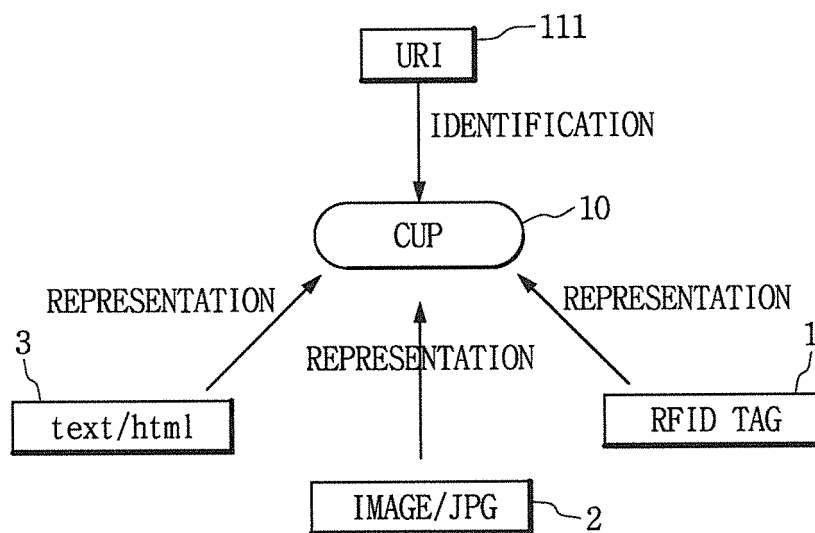 111
URI
IDENTIFICATION
10
CUP
REPRESENTATION
REPRESENTATION
REPRESENTATION
3
1
text/html
RFID TAG
IMAGE/JPG
2